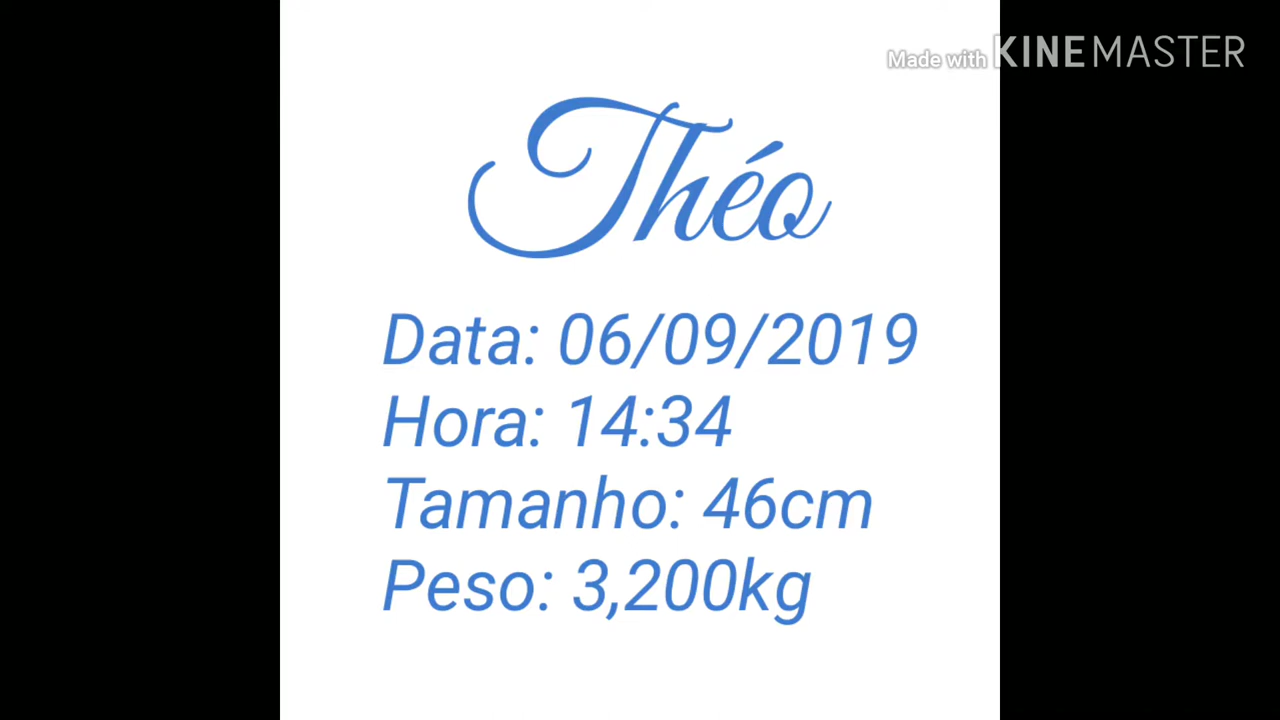 Made with KINEMASTER
Théo
Data: 06/09/2019
Hora: 14:34
Tamanho: 46cm
Peso: 3,200kg